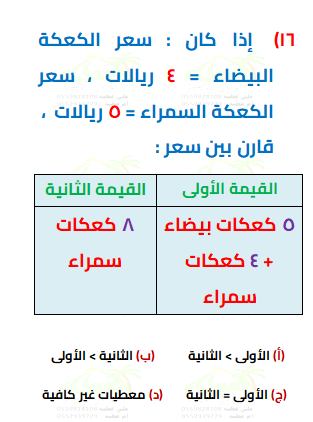 ١٦) إذا كان : سعر الكعكة
البيضاء = ٤ ريالات ، سعر
الكعكة السمراء = ٥ ريالات ،
قارن بين سعر :
القيمة الأولى القيمة الثانية
٥ كعكات بيضاء ٨ كعكات
+ ٤ كعكات سمراء
سمراء
(أ) الأولى > الثانية (ب) الثانية > الأولى
(ج) الأولى = الثانية (د) معطيات غير كافية